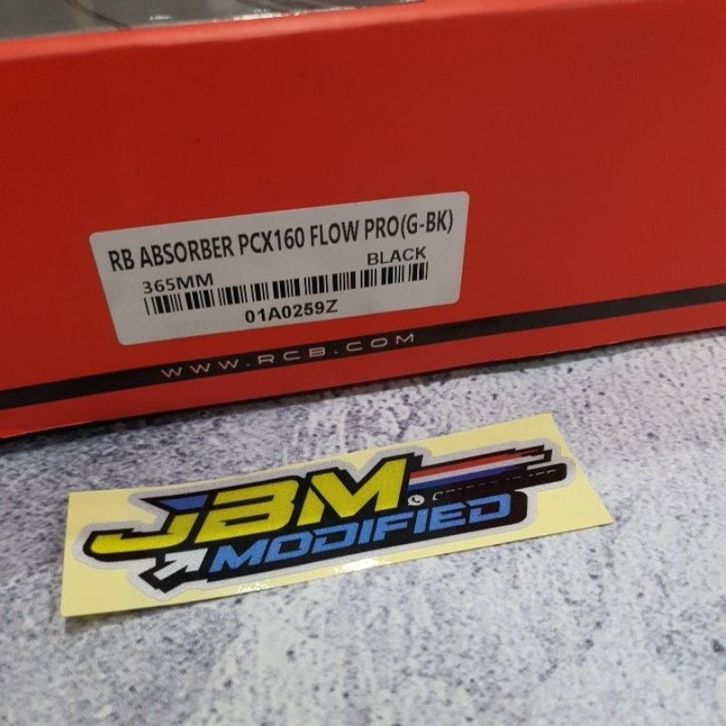 RB ABSORBER PCX160 FLOW PRO(G-BK)
365MM BLACK
01A0259Z
WWW.RCB.COM
JBM
MODIFIED